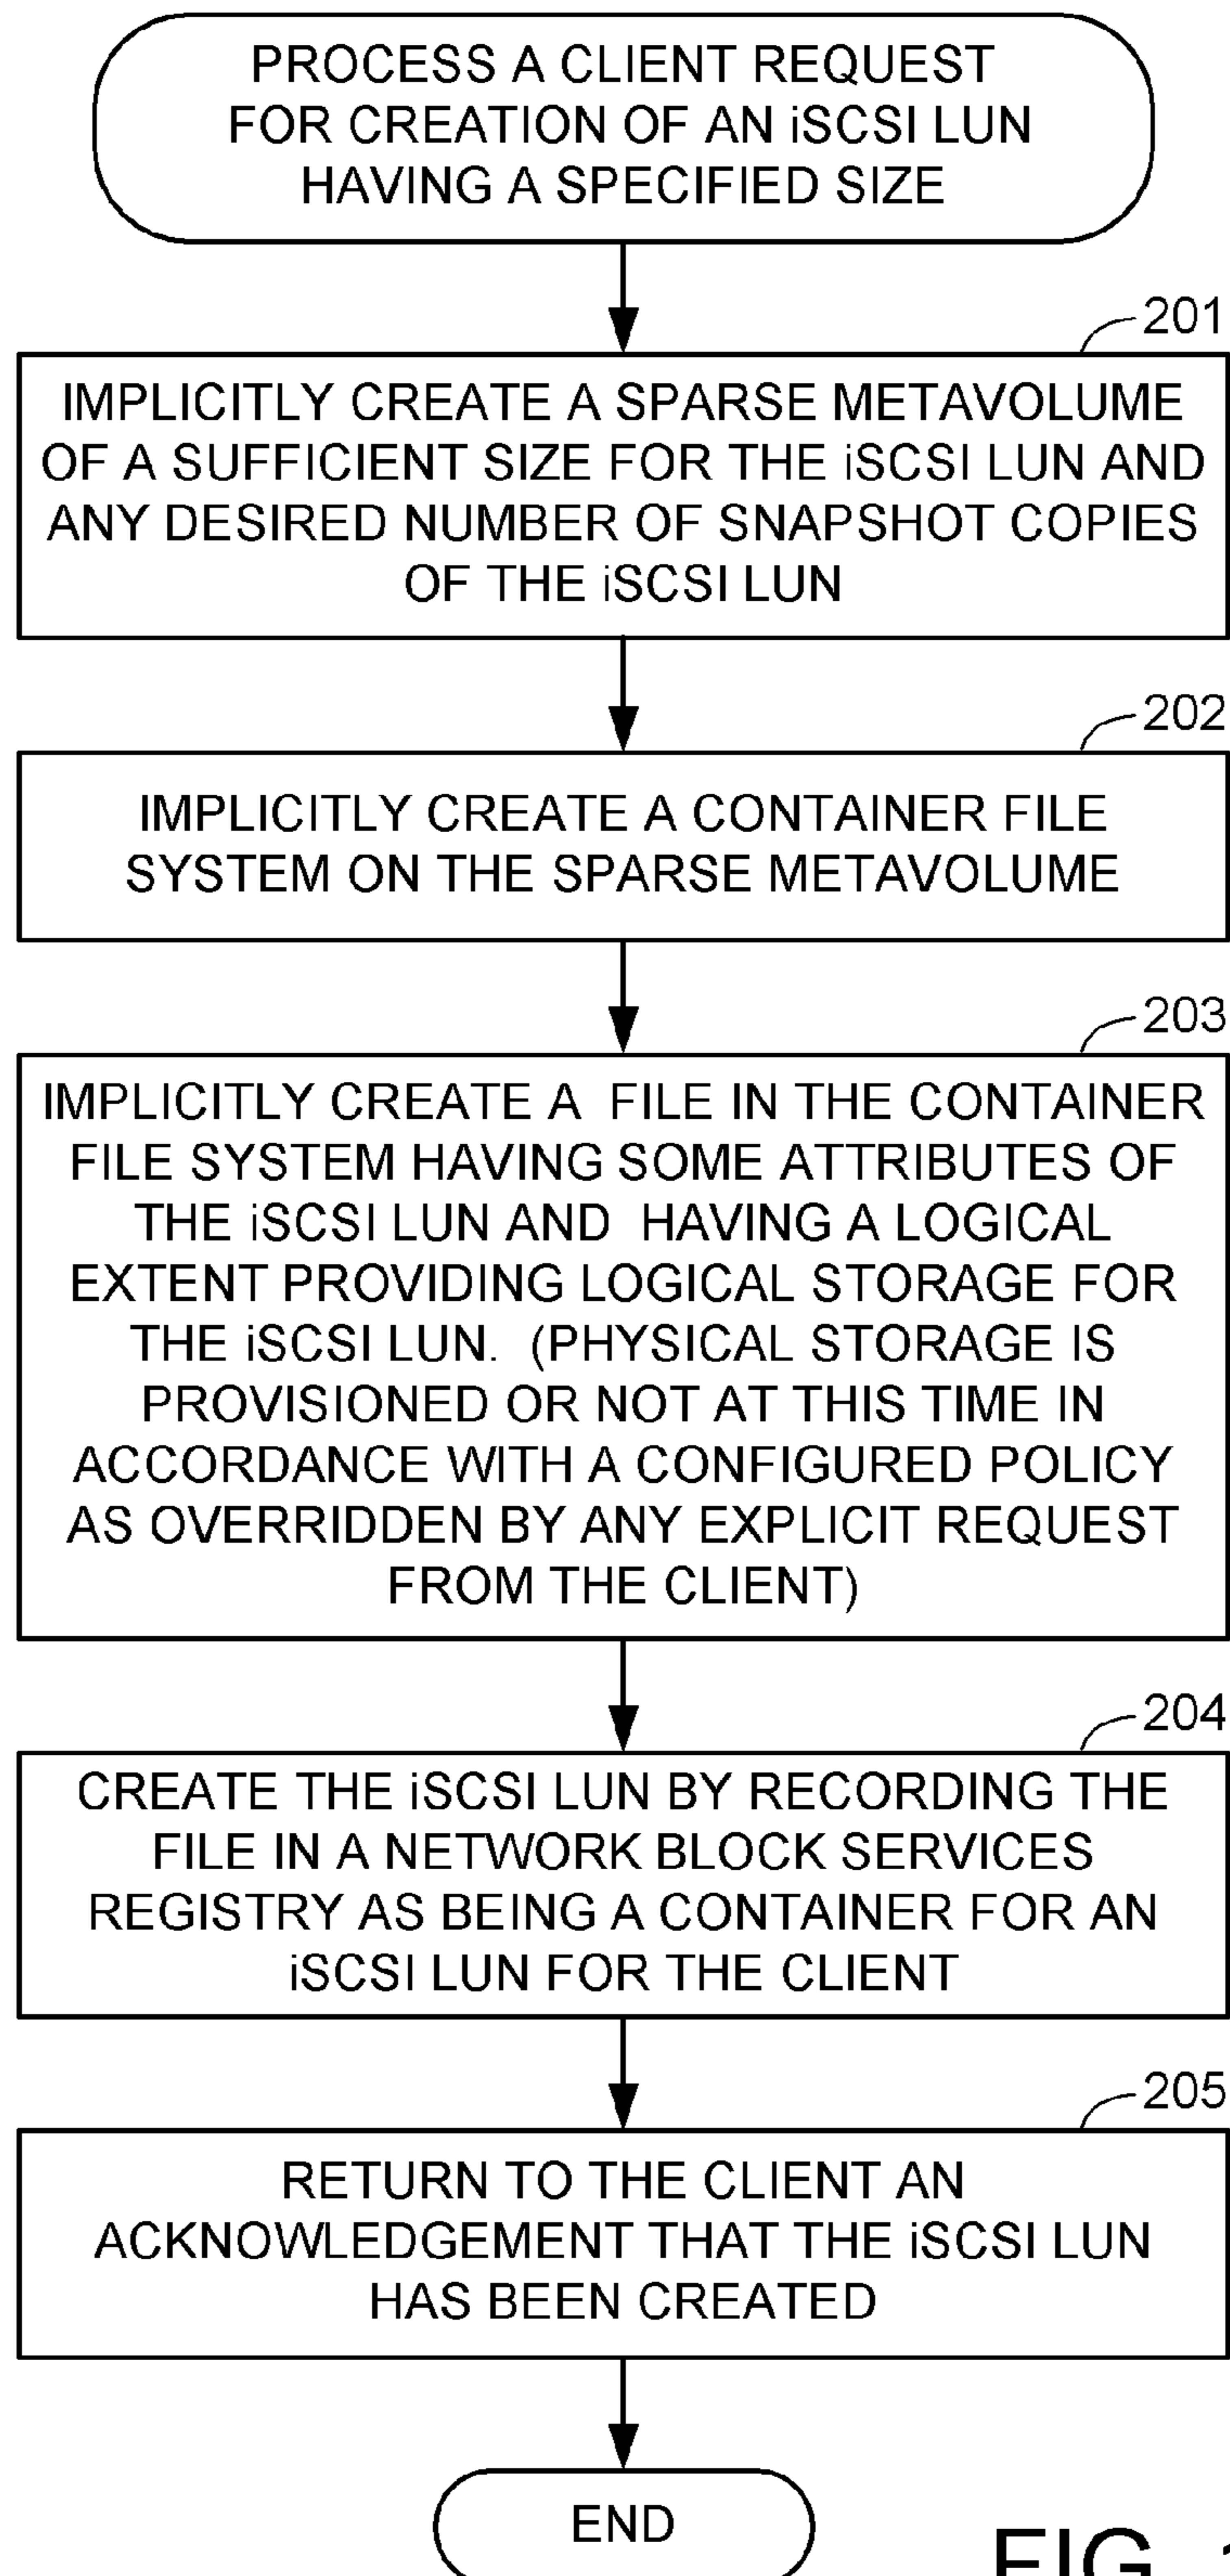 PROCESS A CLIENT REQUEST
FOR CREATION OF AN iSCSI LUN
HAVING A SPECIFIED SIZE
201
IMPLICITLY CREATE A SPARSE METAVOLUME
OF A SUFFICIENT SIZE FOR THE iSCSI LUN AND
ANY DESIRED NUMBER OF SNAPSHOT COPIES
OF THE iSCSI LUN
202
IMPLICITLY CREATE A CONTAINER FILE
SYSTEM ON THE SPARSE METAVOLUME
203
IMPLICITLY CREATE A FILE IN THE CONTAINER
FILE SYSTEM HAVING SOME ATTRIBUTES OF
THE iSCSI LUN AND HAVING A LOGICAL
EXTENT PROVIDING LOGICAL STORAGE FOR
THE iSCSI LUN. (PHYSICAL STORAGE IS
PROVISIONED OR NOT AT THIS TIME IN
ACCORDANCE WITH A CONFIGURED POLICY
AS OVERRIDDEN BY ANY EXPLICIT REQUEST
FROM THE CLIENT)
204
CREATE THE iSCSI LUN BY RECORDING THE
FILE IN A NETWORK BLOCK SERVICES
REGISTRY AS BEING A CONTAINER FOR AN
iSCSI LUN FOR THE CLIENT
205
RETURN TO THE CLIENT AN
ACKNOWLEDGEMENT THAT THE iSCSI LUN
HAS BEEN CREATED
END
FIG.